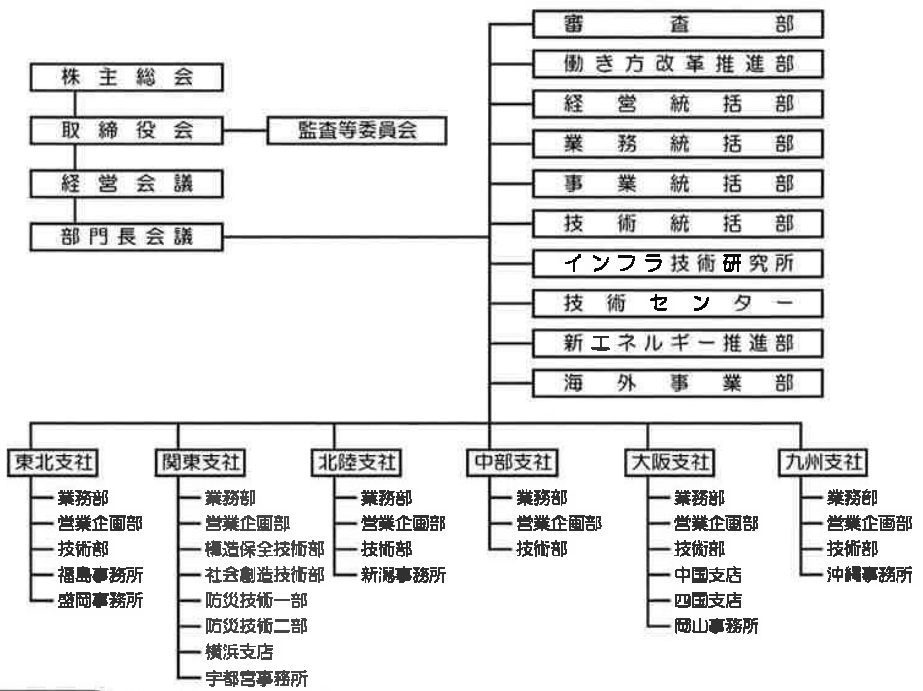 株主総会
取締役会
監査等委員会
経営会議
部門長会議
審査部
働き方改革推進部
経営統括部
業務統括部
事業統括部
技術統括部
インフラ技術研究所
技術センター
新エネルギー推進部
海外事業部
東北支社
業務部
営業企画部
技術部
福島事務所
盛岡事務所
関東支社
業務部
営業企画部
構造保全技術部
社会創造技術部
防災技術一部
防災技術二部
横浜支店
宇都宮事務所
北陸支社
業務部
営業企画部
技術部
新潟事務所
中部支社
業務部
営業企画部
技術部
大阪支社
業務部
営業企画部
技術部
中国支店
四国支店
岡山事務所
九州支社
業務部
営業企画部
技術部
沖縄事務所